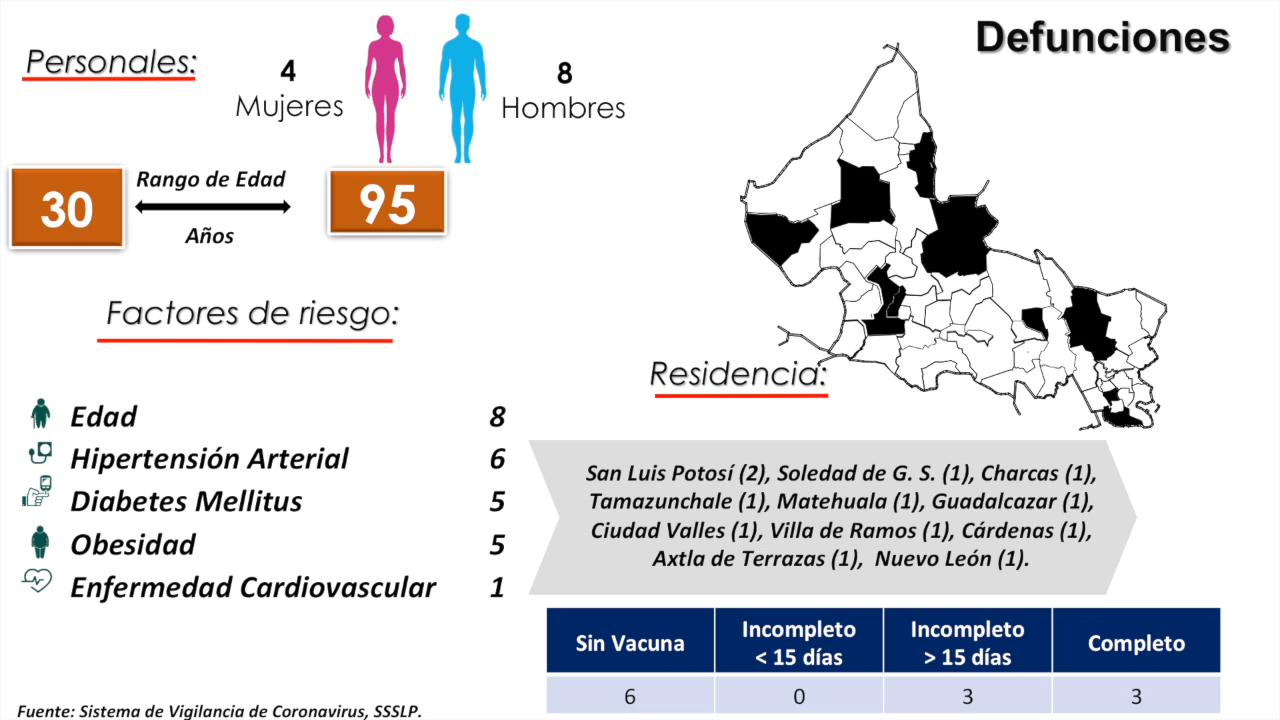 Defunciones
Personales:
4
Mujeres
8
Hombres
30
Rango de Edad
Años
95
Factores de riesgo:
Edad 8
Hipertensión Arterial 6
Diabetes Mellitus 5
Obesidad 5
Enfermedad Cardiovascular 1
Residencia:
San Luis Potosí (2), Soledad de G. S. (1), Charcas (1),
Tamazunchale (1), Matehuala (1), Guadalcazar (1),
Ciudad Valles (1), Villa de Ramos (1), Cárdenas (1),
Axtla de Terrazas (1), Nuevo León (1).
Sin Vacuna
Incompleto
< 15 días
Incompleto
> 15 días
Completo
6 0 3 3
Fuente: Sistema de Vigilancia de Coronavirus, SSSLP.